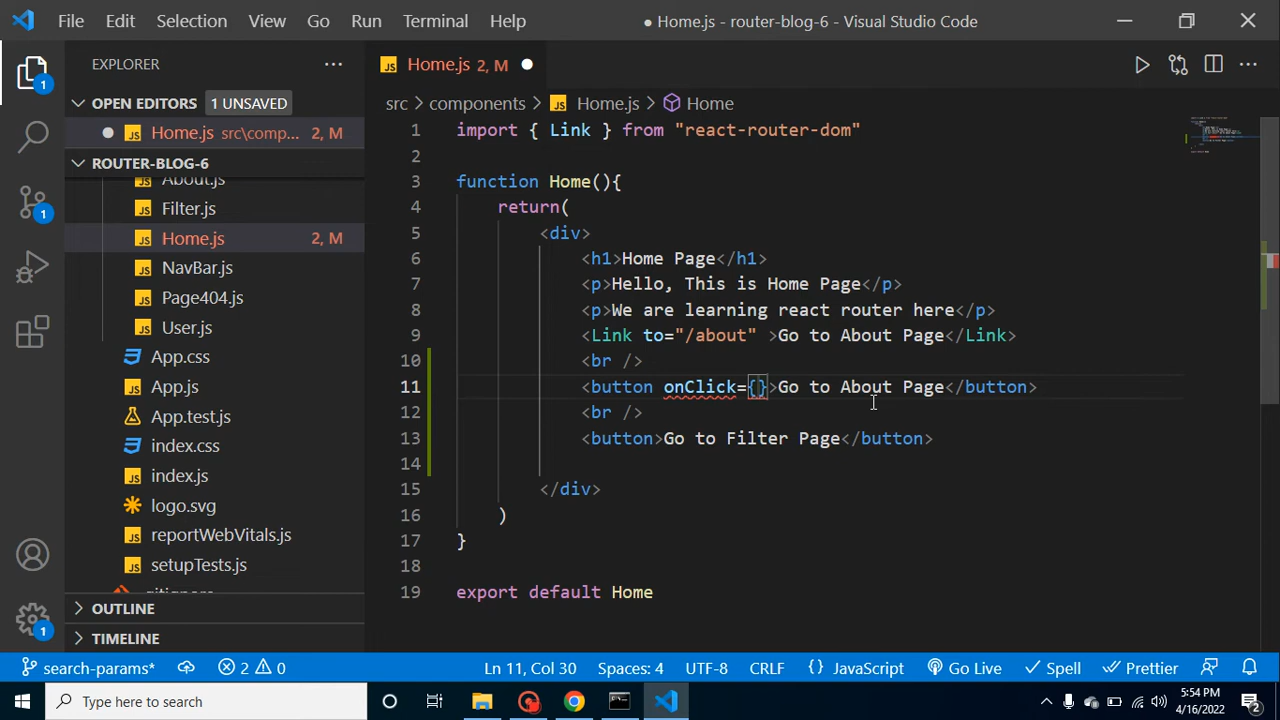 File Edit Selection View Go Run Terminal Help ● Home.js - router-blog-6 - Visual Studio Code
1
EXPLORER
OPEN EDITORS 1 UNSAVED
Home.js src\comp... 2, M
ROUTER-BLOG-6
About.js
Filter.js
Home.js 2, M
NavBar.js
Page404.js
User.js
App.css
App.js
App.test.js
index.css
index.js
logo.svg
reportWebVitals.js
setupTests.js
.gitignore
OUTLINE
TIMELINE
1
1
JS Home.js 2, M
src > components > JS Home.js > Home
1 import { Link } from "react-router-dom"
2
3 function Home(){
4 return(
5 <div>
6 <h1>Home Page</h1>
7 <p>Hello, This is Home Page</p>
8 <p>We are learning react router here</p>
9 <Link to="/about" >Go to About Page</Link>
10 <br />
11 <button onClick={}>Go to About Page</button>
12 <br />
13 <button>Go to Filter Page</button>
14
15 </div>
16 )
17 }
18
19 export default Home
search-params* 2 0 Ln 11, Col 30 Spaces: 4 UTF-8 CRLF {} JavaScript Go Live Spell Prettier
Type here to search
5:54 PM
4/16/2022
2